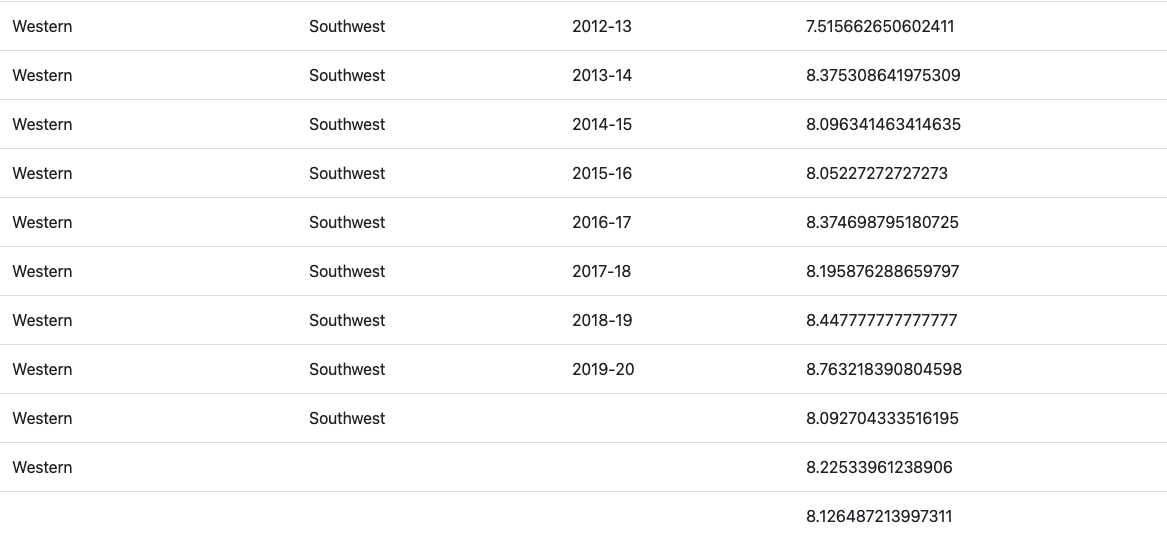 Western Southwest 2012-13 7.515662650602411
Western Southwest 2013-14 8.375308641975309
Western Southwest 2014-15 8.096341463414635
Western Southwest 2015-16 8.05227272727273
Western Southwest 2016-17 8.374698795180725
Western Southwest 2017-18 8.195876288659797
Western Southwest 2018-19 8.447777777777777
Western Southwest 2019-20 8.763218390804598
Western Southwest 8.092704333516195
Western 8.22533961238906
8.126487213997311